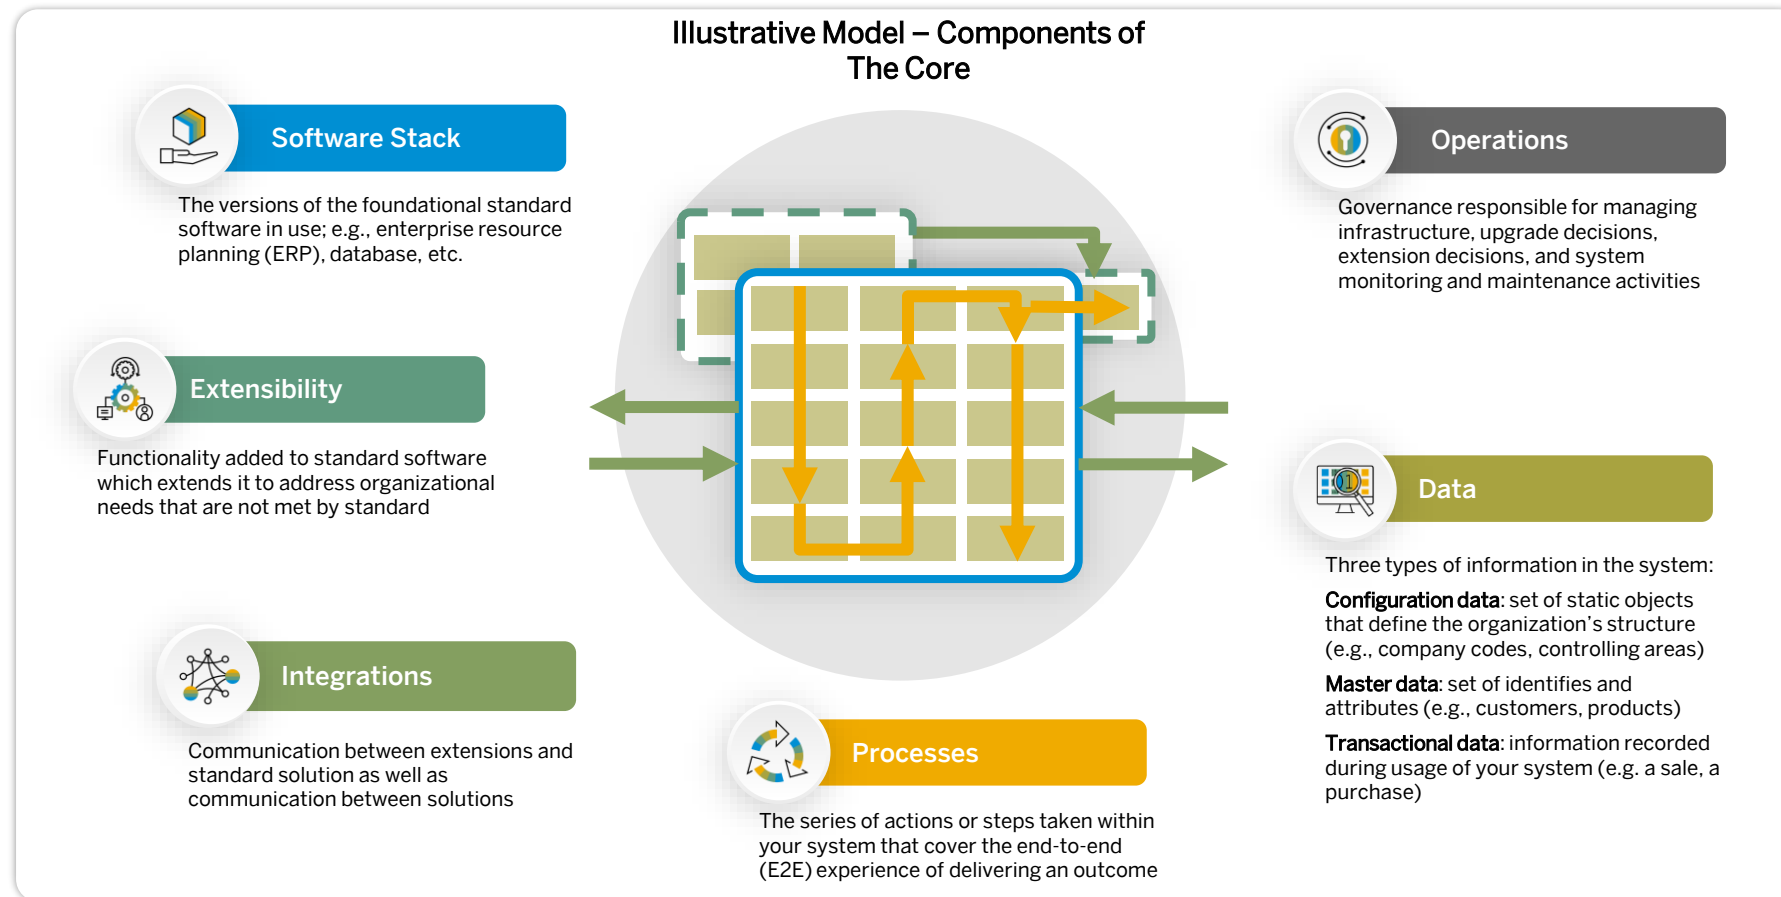 Illustrative Model – Components of
The Core
Software Stack
The versions of the foundational standard
software in use; e.g., enterprise resource
planning (ERP), database, etc.
Extensibility
Functionality added to standard software
which extends it to address organizational
needs that are not met by standard
Integrations
Communication between extensions and
standard solution as well as
communication between solutions
Processes
The series of actions or steps taken within
your system that cover the end-to-end
(E2E) experience of delivering an outcome
Operations
Governance responsible for managing
infrastructure, upgrade decisions,
extension decisions, and system
monitoring and maintenance activities
Data
Three types of information in the system:
Configuration data: set of static objects
that define the organization’s structure
(e.g., company codes, controlling areas)
Master data: set of identifies and
attributes (e.g., customers, products)
Transactional data: information recorded
during usage of your system (e.g. a sale, a
purchase)